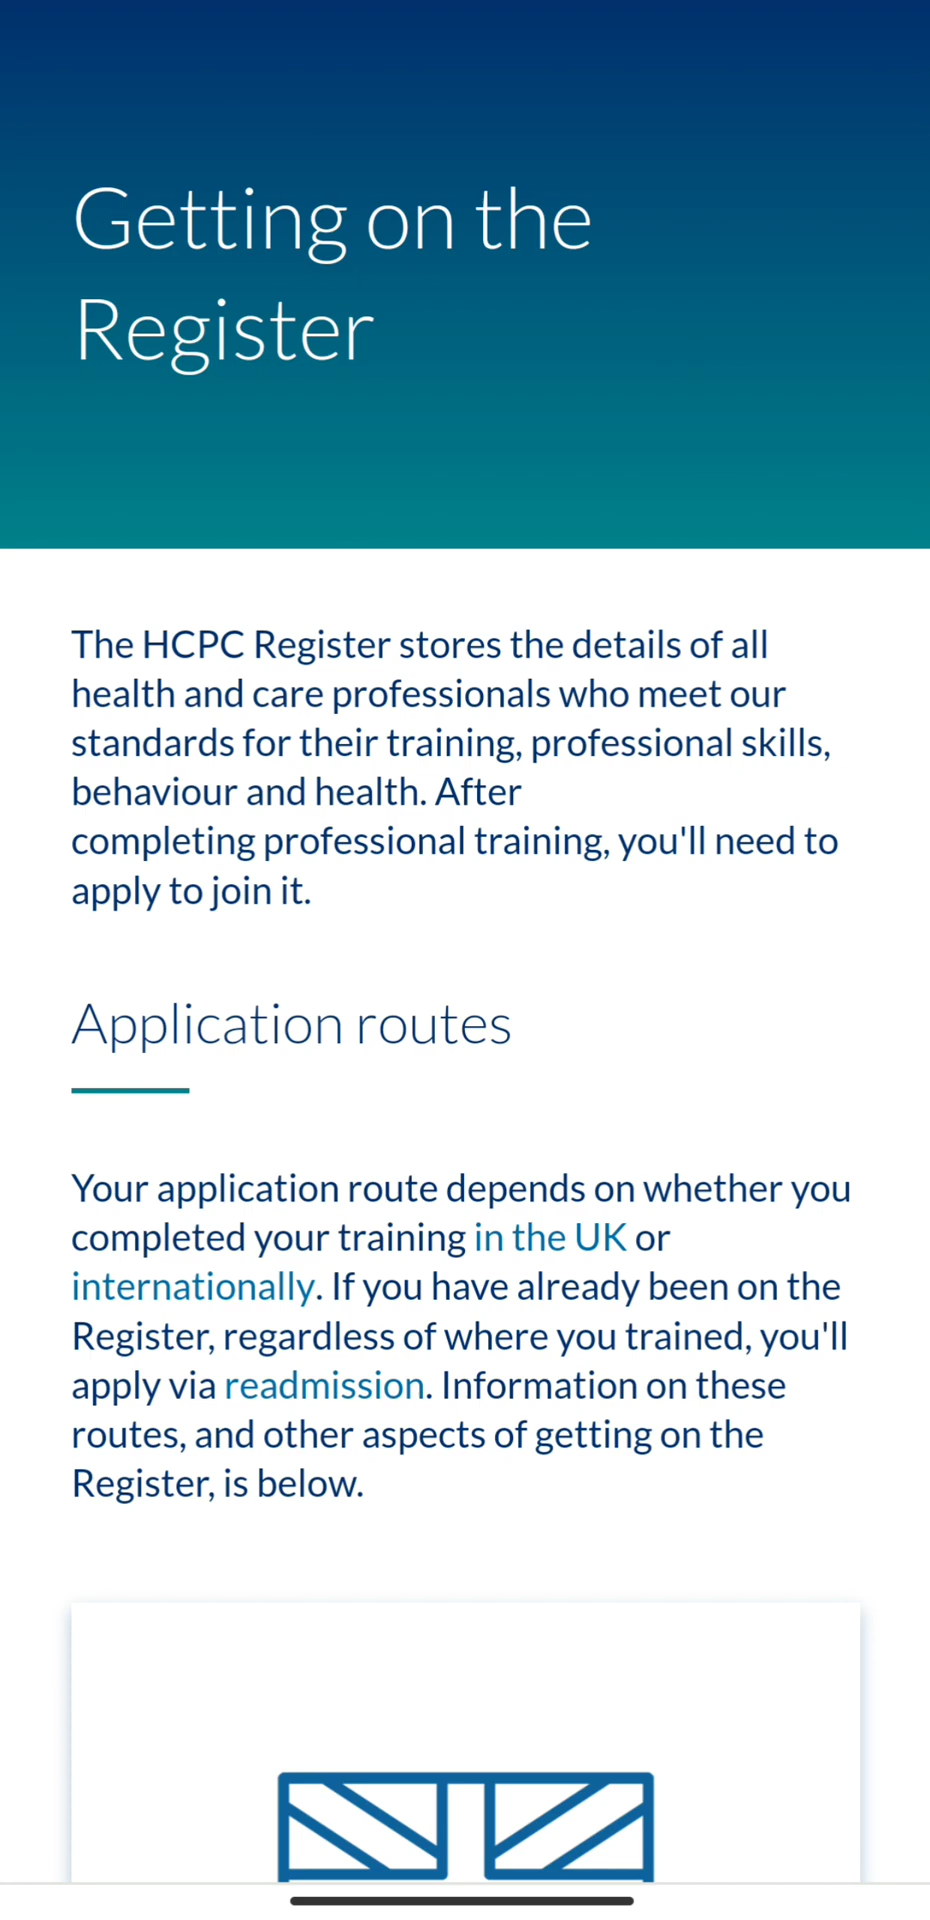 Getting on the
Register
The HCPC Register stores the details of all
health and care professionals who meet our
standards for their training, professional skills,
behaviour and health. After
completing professional training, you'll need to
apply to join it.
Application routes
Your application route depends on whether you
completed your training in the UK or
internationally. If you have already been on the
Register, regardless of where you trained, you'll
apply via readmission. Information on these
routes, and other aspects of getting on the
Register, is below.